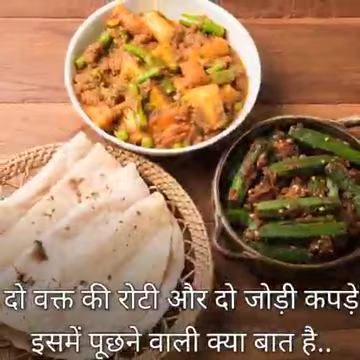 दो वक्त की रोटी और दो जोड़ी कपड़े
इसमें पूछने वाली क्या बात है..